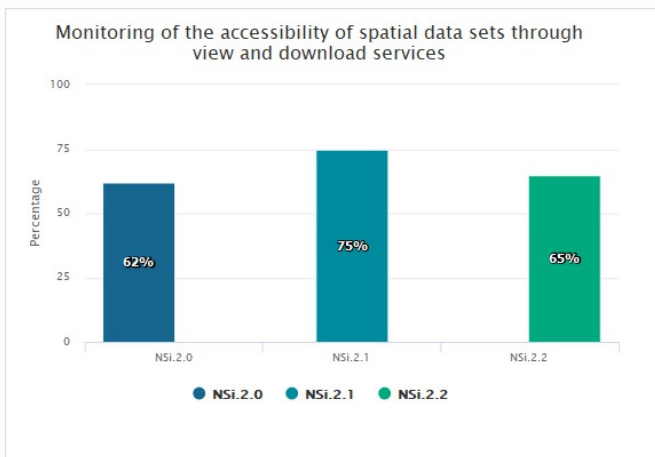 Monitoring of the accessibility of spatial data sets through
view and download services
100
75
50
25
0
Percentage
62%
75%
65%
NSi.2.0
NSi.2.1
NSi.2.2
NSi.2.0
NSi.2.1
NSi.2.2